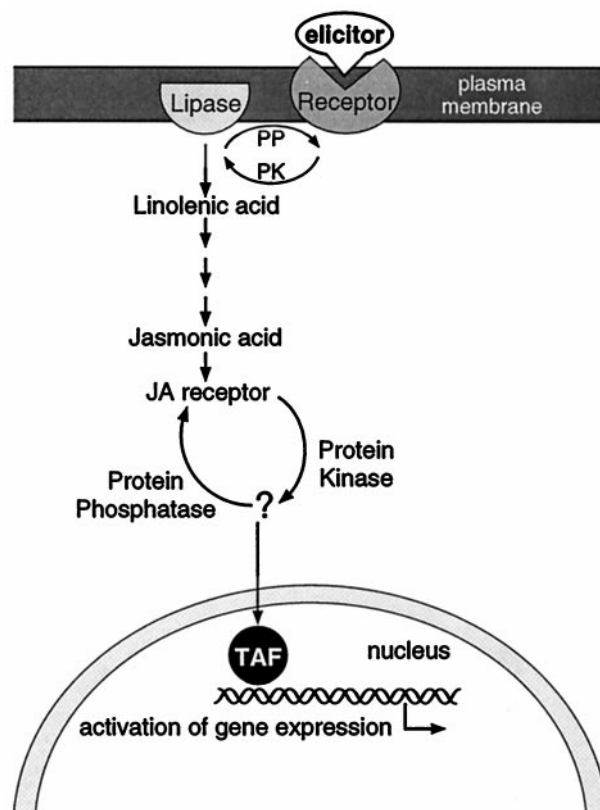 elicitor
Lipase
Receptor
plasma
membrane
PP
PK
Linolenic acid
Jasmonic acid
JA receptor
Protein
Kinase
Protein
Phosphatase
?
TAF
nucleus
activation of gene expression